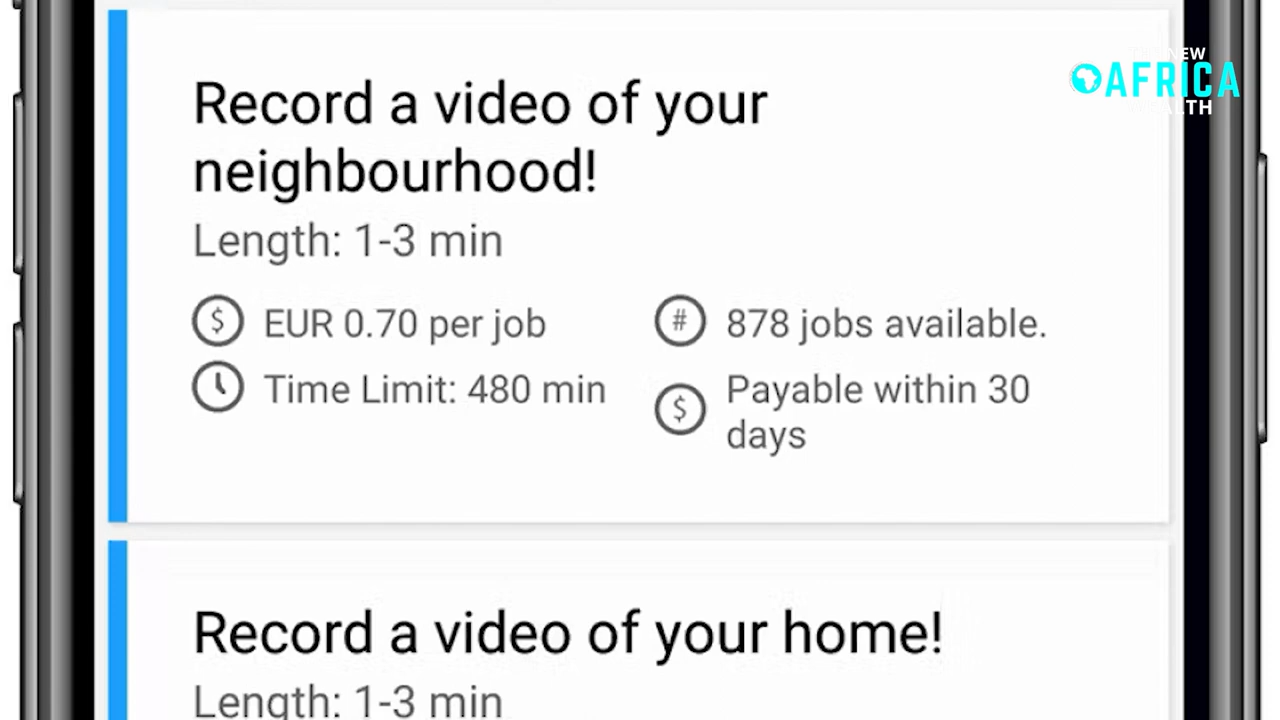 NEW
AFRICA
Record a video of your
neighbourhood!
Length: 1-3 min
$ EUR 0.70 per job
# 878 jobs available.
Time Limit: 480 min
$ Payable within 30
days
Record a video of your home!
Length: 1-3 min